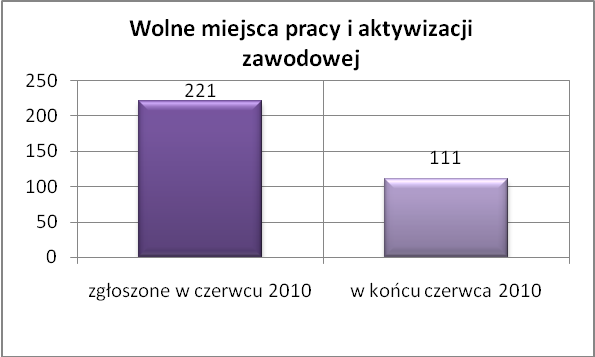 Wolne miejsca pracy i aktywizacji
zawodowej
250
200
150
100
50
0
221
111
zgłoszone w czerwcu 2010
w końcu czerwca 2010